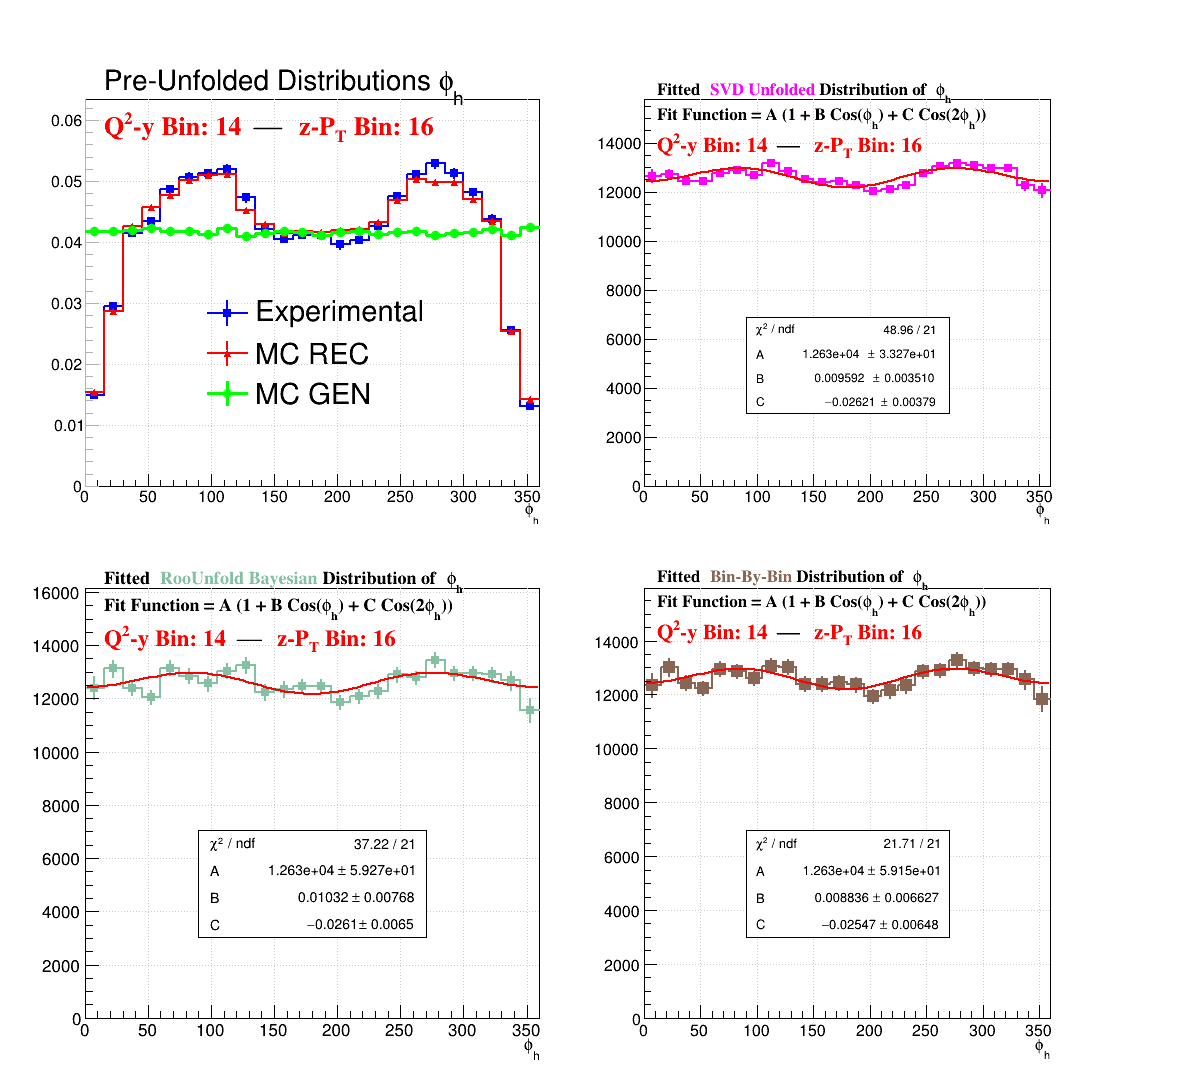 Pre-Unfolded Distributions ϕh
Q2-y Bin: 14 — z-PT Bin: 16
0.06
0.05
0.04
0.03
0.02
0.01
0
Experimental
MC REC
MC GEN
0 50 100 150 200 250 300 350
ϕh
Fitted SVD Unfolded Distribution of ϕh
Fit Function = A (1 + B Cos(ϕh) + C Cos(2ϕh))
Q2-y Bin: 14 — z-PT Bin: 16
14000
12000
10000
8000
6000
4000
2000
0
χ2 / ndf 48.96 / 21
A 1.263e+04 ± 3.327e+01
B 0.009592 ± 0.003510
C −0.02621 ± 0.00379
0 50 100 150 200 250 300 350
ϕh
Fitted RooUnfold Bayesian Distribution of ϕh
Fit Function = A (1 + B Cos(ϕh) + C Cos(2ϕh))
Q2-y Bin: 14 — z-PT Bin: 16
16000
14000
12000
10000
8000
6000
4000
2000
0
χ2 / ndf 37.22 / 21
A 1.263e+04 ± 5.927e+01
B 0.01032 ± 0.00768
C −0.0261 ± 0.0065
0 50 100 150 200 250 300 350
ϕh
Fitted Bin-By-Bin Distribution of ϕh
Fit Function = A (1 + B Cos(ϕh) + C Cos(2ϕh))
Q2-y Bin: 14 — z-PT Bin: 16
14000
12000
10000
8000
6000
4000
2000
0
χ2 / ndf 21.71 / 21
A 1.263e+04 ± 5.915e+01
B 0.008836 ± 0.006627
C −0.02547 ± 0.00648
0 50 100 150 200 250 300 350
ϕh